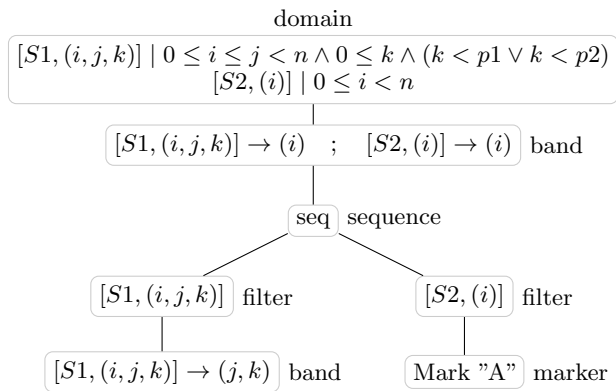 domain
[S1, (i, j, k)] | 0 ≤ i ≤ j < n ∧ 0 ≤ k ∧ (k < p1 ∨ k < p2)
[S2, (i)] | 0 ≤ i < n
[S1, (i, j, k)] → (i) ; [S2, (i)] → (i) band
seq sequence
[S1, (i, j, k)] filter [S2, (i)] filter
[S1, (i, j, k)] → (j, k) band Mark "A" marker